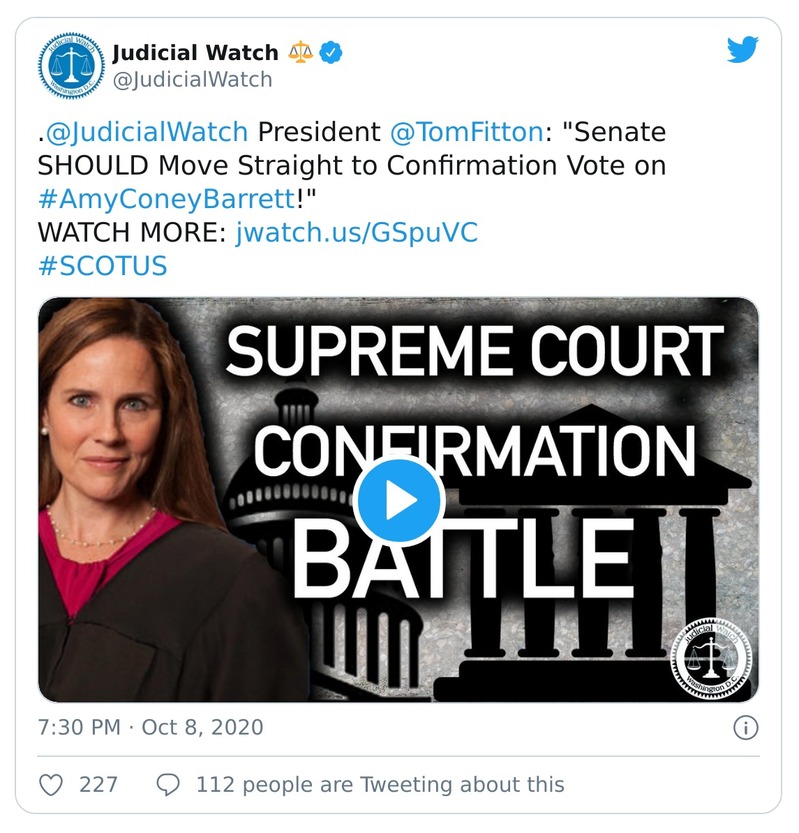 Judicial Watch ⚖️
@JudicialWatch
.@JudicialWatch President @TomFitton: "Senate
SHOULD Move Straight to Confirmation Vote on
#AmyConeyBarrett!"
WATCH MORE: jwatch.us/GSpuVC
#SCOTUS
SUPREME COURT
CONFIRMATION
BATTLE
Judicial Watch
Washington D.C.
7:30 PM · Oct 8, 2020
227
112 people are Tweeting about this